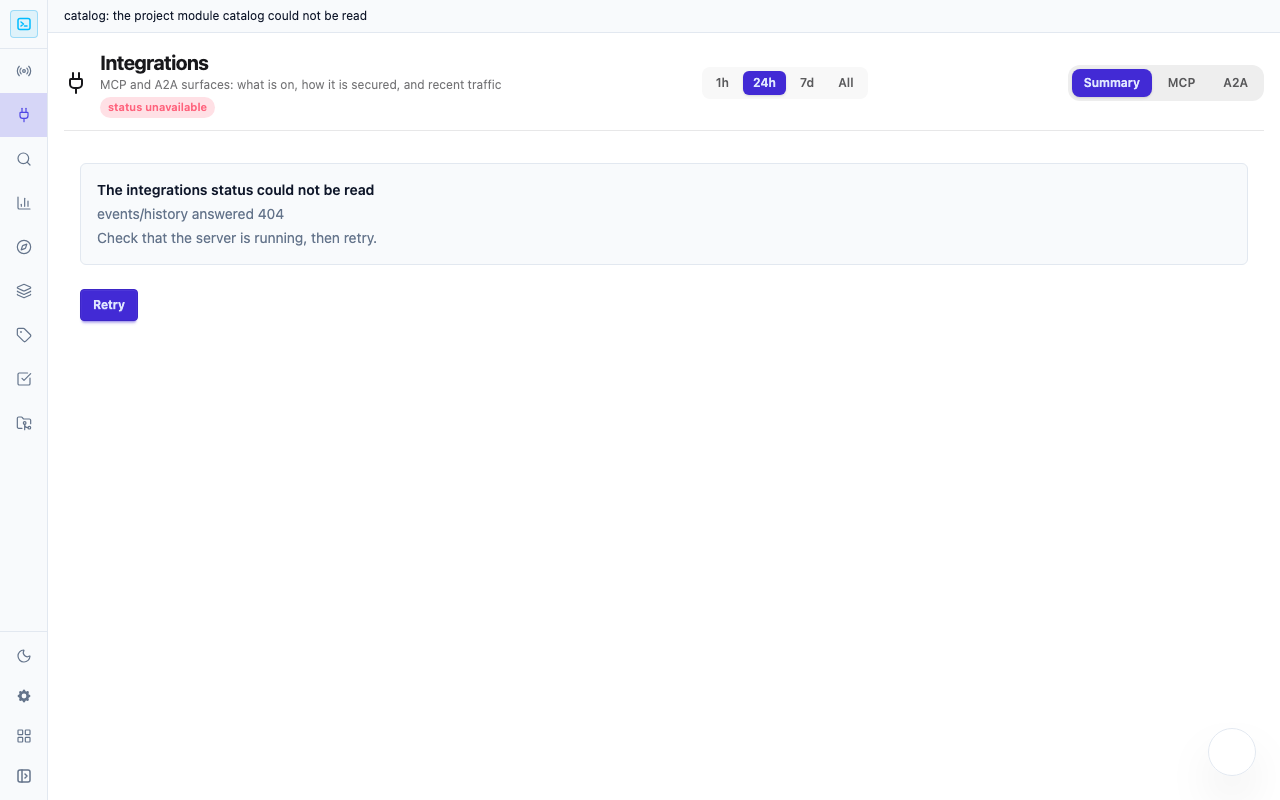 catalog: the project module catalog could not be read
Integrations
MCP and A2A surfaces: what is on, how it is secured, and recent traffic
status unavailable
1h 24h 7d All
Summary MCP A2A
The integrations status could not be read
events/history answered 404
Check that the server is running, then retry.
Retry